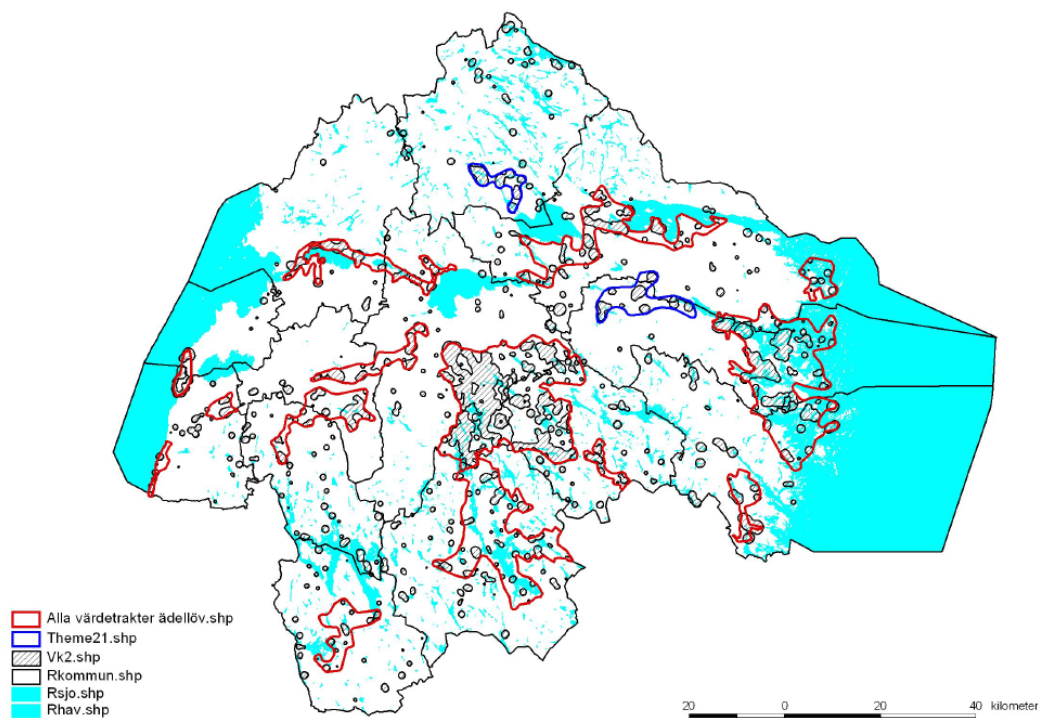 Alla värdetrakter ädellöv.shp
Theme21.shp
Vk2.shp
Rkommun.shp
Rsjo.shp
Rhav.shp
20 0 20 40 kilometer